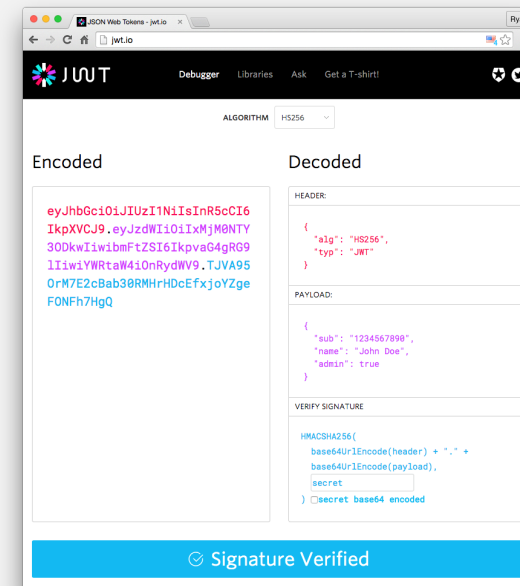 JSON Web Tokens - jwt.io
Ry
jwt.io
JWT
Debugger Libraries Ask Get a T-shirt!
ALGORITHM HS256
Encoded
Decoded
eyJhbGciOiJIUzI1NiIsInR5cCI6
IkpXVCJ9.eyJzdWIiOiIxMjM0NTY
3ODkwIiwibmFtZSI6IkpvaG4gRG9
lIiwiYWRtaW4iOnRydWV9.TJVA95
OrM7E2cBab30RMHrHDcEfxjoYZge
FONFh7HgQ
HEADER:
{
"alg": "HS256",
"typ": "JWT"
}
PAYLOAD:
{
"sub": "1234567890",
"name": "John Doe",
"admin": true
}
VERIFY SIGNATURE
HMACSHA256(
base64UrlEncode(header) + "." +
base64UrlEncode(payload),
secret
) secret base64 encoded
Signature Verified